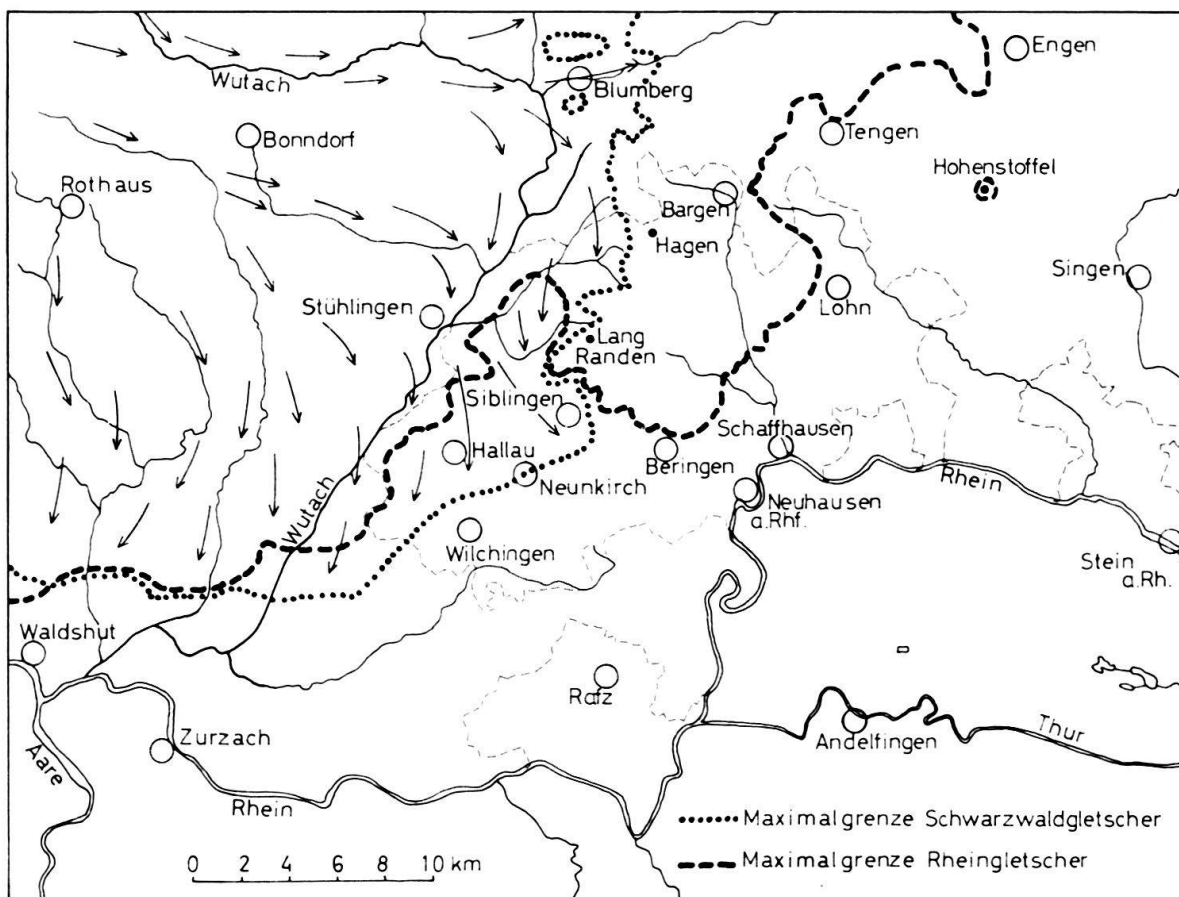 Engen
Wutach
Blumberg
Bonndorf
Tengen
Hohenstoffel
Rothaus
Bargen
Hagen
Singen
Stühlingen
Lohn
Lang
Randen
Siblingen
Schaffhausen
Hallau
Beringen
Neunkirch
Rhein
Neuhausen
a.Rhf.
Wutach
Wilchingen
Stein
a.Rh.
Waldshut
Rafz
Zurzach
Andelfingen
Thur
Aare
Rhein
Maximalgrenze Schwarzwaldgletscher
Maximalgrenze Rheingletscher
0 2 4 6 8 10 km